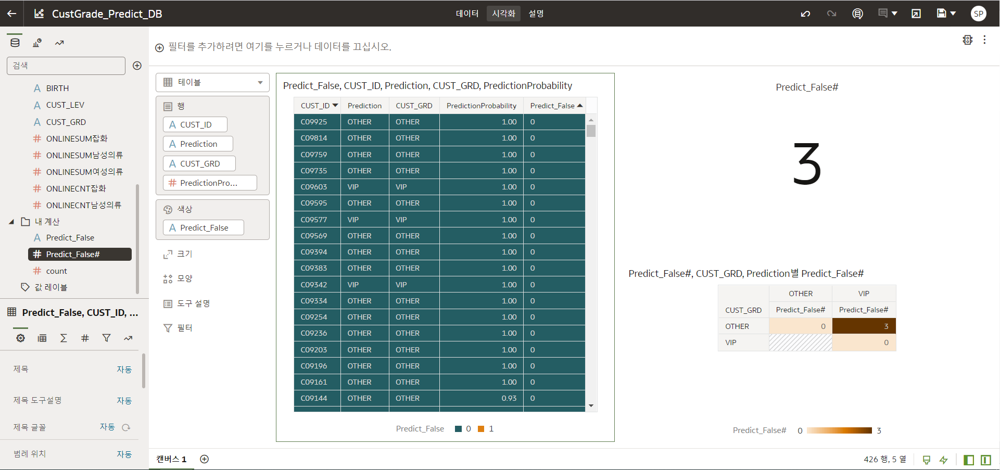 CustGrade_Predict_DB
데이터
시각화
설명
SP
검색
BIRTH
CUST_LEV
CUST_GRD
ONLINESUM잡화
ONLINESUM남성의류
ONLINESUM여성의류
ONLINECNT잡화
ONLINECNT남성의류
내 계산
Predict_False
Predict_False#
count
값 레이블
Predict_False, CUST_ID, ...
제목 자동
제목 도구설명 자동
제목 글꼴 자동
범례 위치 자동
필터를 추가하려면 여기를 누르거나 데이터를 끄십시오.
테이블
행
CUST_ID
Prediction
CUST_GRD
PredictionPro...
색상
Predict_False
크기
모양
도구 설명
필터
Predict_False, CUST_ID, Prediction, CUST_GRD, PredictionProbability
CUST_ID Prediction CUST_GRD PredictionProbability Predict_False
C09925 OTHER OTHER 1.00 0
C09814 OTHER OTHER 1.00 0
C09759 OTHER OTHER 1.00 0
C09735 OTHER OTHER 1.00 0
C09603 VIP VIP 1.00 0
C09595 OTHER OTHER 1.00 0
C09577 VIP VIP 1.00 0
C09569 OTHER OTHER 1.00 0
C09394 OTHER OTHER 1.00 0
C09383 OTHER OTHER 1.00 0
C09342 VIP VIP 1.00 0
C09334 OTHER OTHER 1.00 0
C09254 OTHER OTHER 1.00 0
C09236 OTHER OTHER 1.00 0
C09203 OTHER OTHER 1.00 0
C09196 OTHER OTHER 1.00 0
C09161 OTHER OTHER 1.00 0
C09144 OTHER OTHER 0.93 0
Predict_False 0 1
Predict_False#
3
Predict_False#, CUST_GRD, Prediction별 Predict_False#
OTHER VIP
CUST_GRD Predict_False# Predict_False#
OTHER 0 3
VIP 0
Predict_False# 0 3
캔버스 1
426 행, 5 열